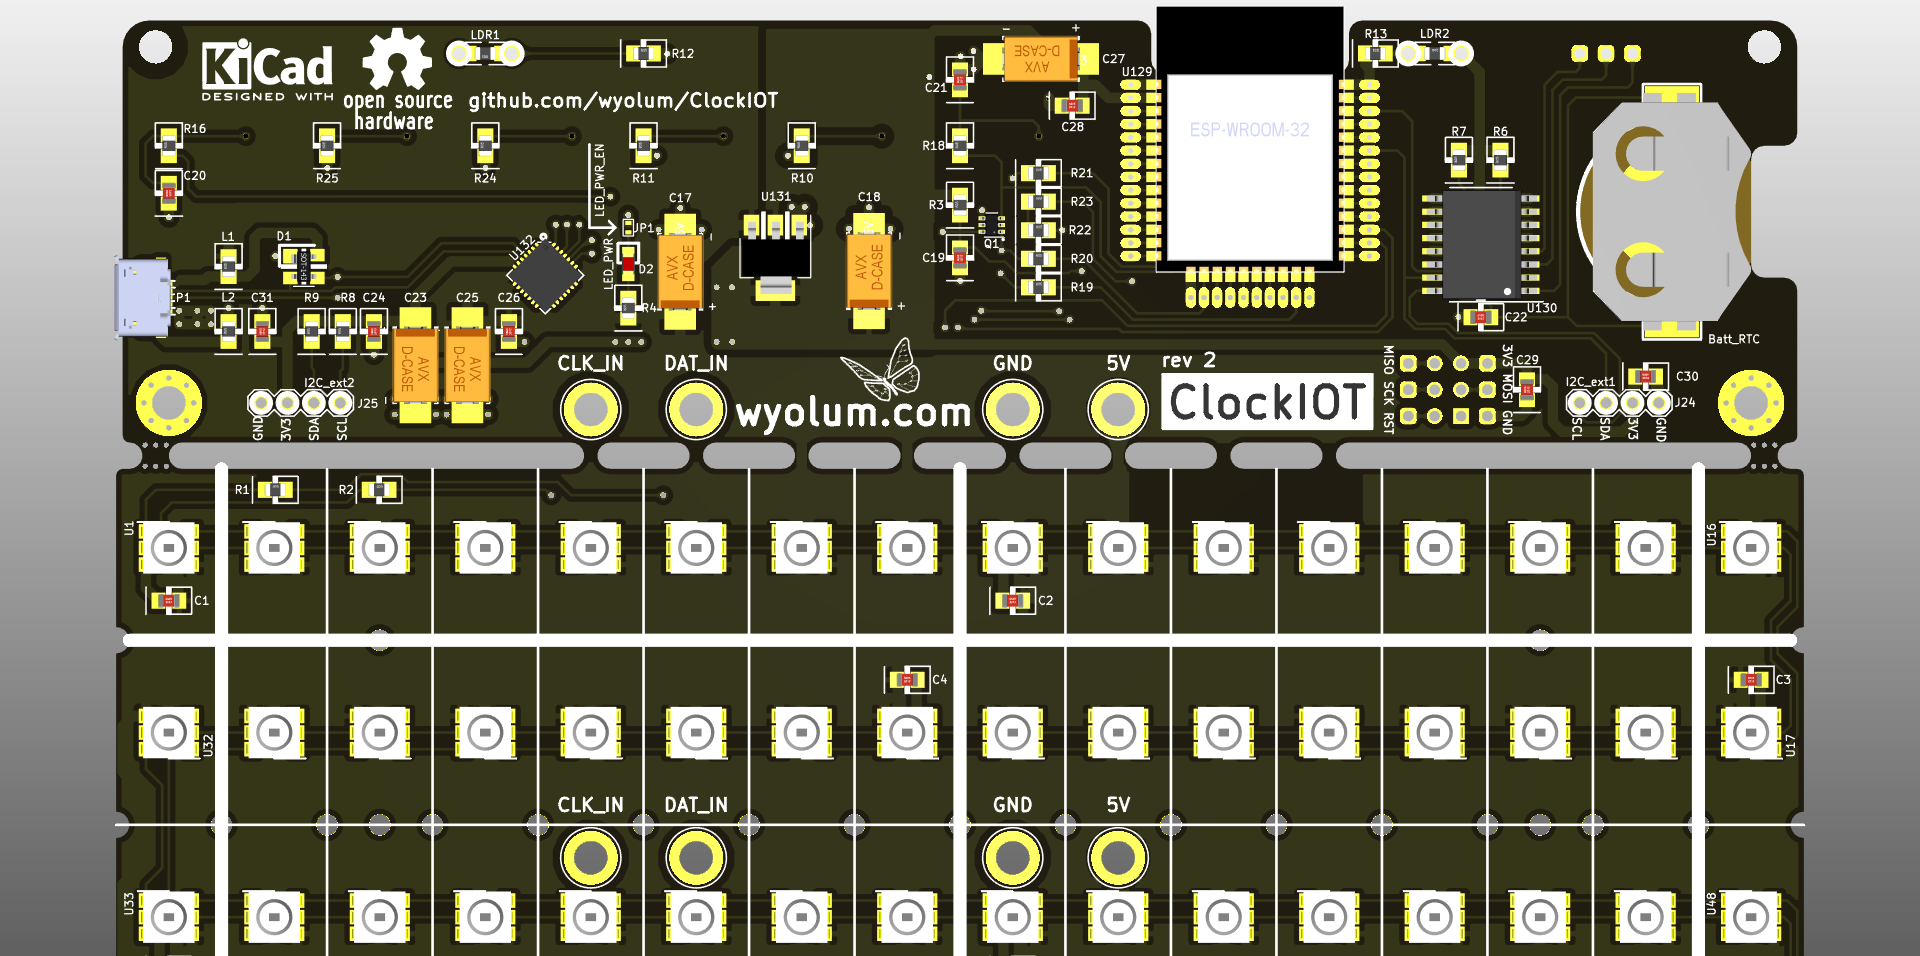 KiCad
DESIGNED WITH
open source
hardware
github.com/wyolum/ClockIOT
LDR1
R12
R16
C20
R25
R24
R11
R10
LED_PWR_EN
LED_PWR
JP1
D2
R4
C17
AVX
D-CASE
U131
C18
AVX
D-CASE
L1
D1
SOT-143
U132
L2
C31
R9
R8
C24
C23
AVX
D-CASE
C25
AVX
D-CASE
C26
C21
AVX
D-CASE
C27
C28
U129
ESP-WROOM-32
R18
R3
C19
Q1
R21
R23
R22
R20
R19
R13
LDR2
R7
R6
U130
C22
Batt_RTC
I2C_ext2
J25
GND
3V3
SDA
SCL
CLK_IN
DAT_IN
GND
5V
wyolum.com
rev 2
ClockIOT
MISO SCK RST
3V3 MOSI GND
C29
C30
I2C_ext1
J24
SCL
SDA
3V3
GND
R1
R2
U1
U16
C1
C2
C4
C3
U32
U17
CLK_IN
DAT_IN
GND
5V
U33
U48